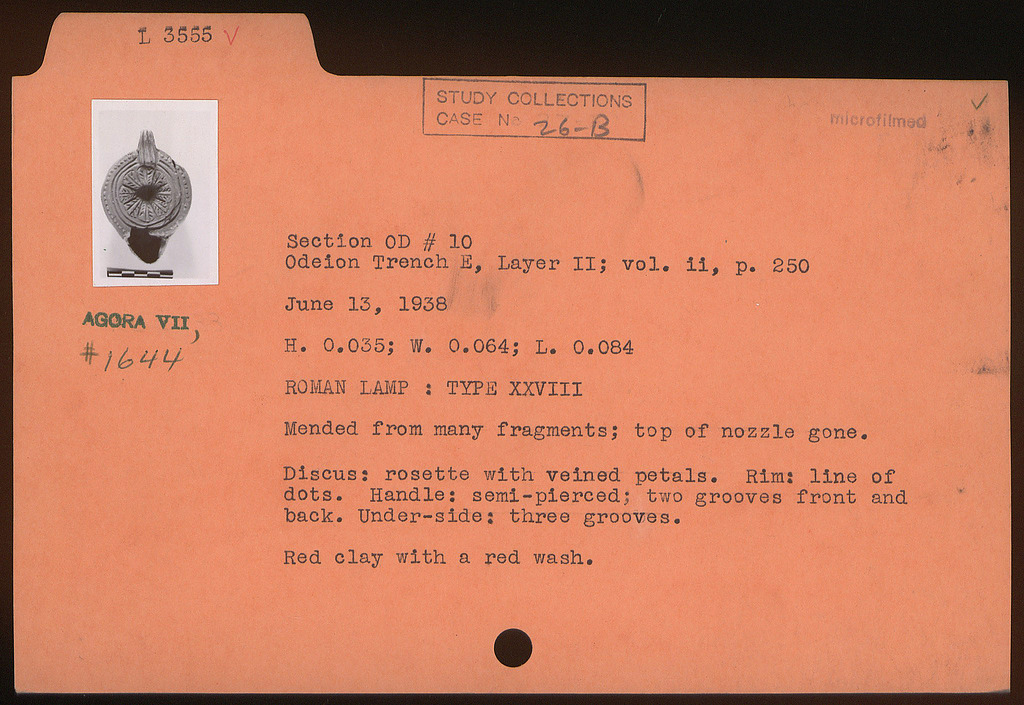 L 3555 ✓
STUDY COLLECTIONS
CASE No 26-B
microfilmed ✓
AGORA VII,
#1644
Section OD # 10
Odeion Trench E, Layer II; vol. ii, p. 250
June 13, 1938
H. 0.035; W. 0.064; L. 0.084
ROMAN LAMP : TYPE XXVIII
Mended from many fragments; top of nozzle gone.
Discus: rosette with veined petals.  Rim: line of
dots.  Handle: semi-pierced; two grooves front and
back. Under-side: three grooves.
Red clay with a red wash.